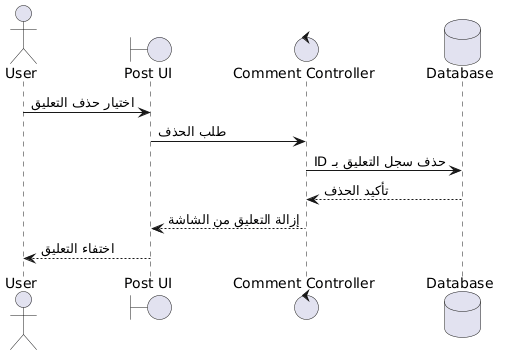 User
Post UI
Comment Controller
Database
اختيار حذف التعليق
طلب الحذف
حذف سجل التعليق بـ ID
تأكيد الحذف
إزالة التعليق من الشاشة
اختفاء التعليق
User
Post UI
Comment Controller
Database